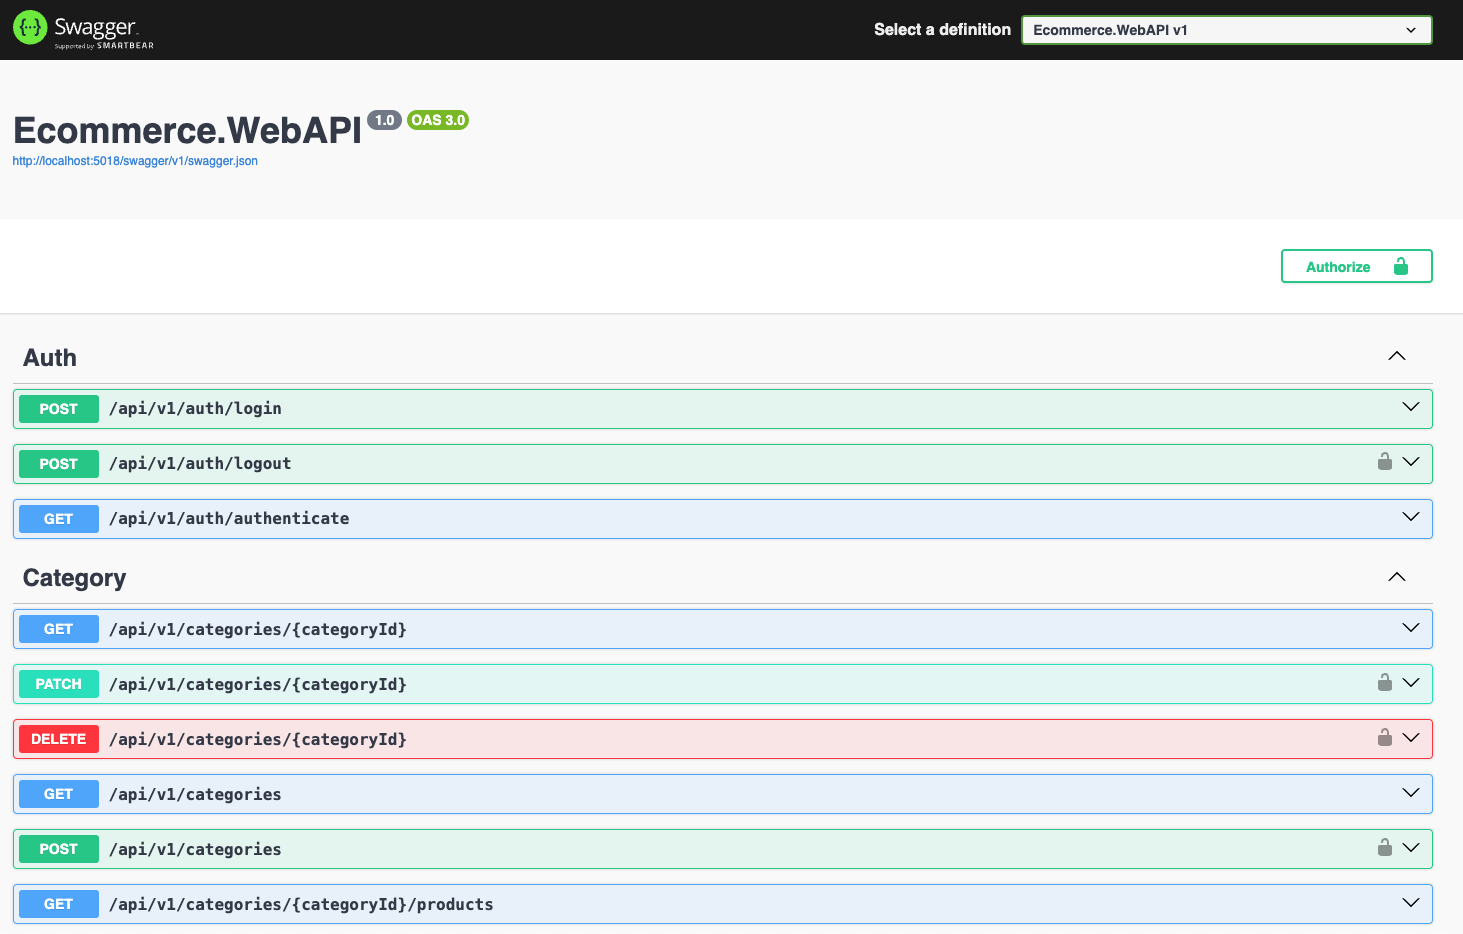 {···} Swagger.
Supported by SMARTBEAR
Select a definition
Ecommerce.WebAPI v1
Ecommerce.WebAPI 1.0 OAS 3.0
http://localhost:5018/swagger/v1/swagger.json
Authorize
Auth
POST /api/v1/auth/login
POST /api/v1/auth/logout
GET /api/v1/auth/authenticate
Category
GET /api/v1/categories/{categoryId}
PATCH /api/v1/categories/{categoryId}
DELETE /api/v1/categories/{categoryId}
GET /api/v1/categories
POST /api/v1/categories
GET /api/v1/categories/{categoryId}/products